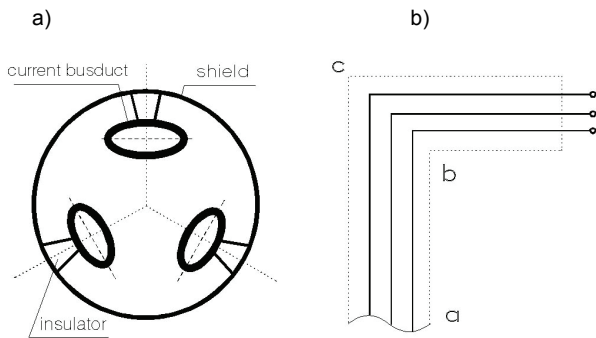 a)
b)
current busduct
shield
insulator
c
b
a